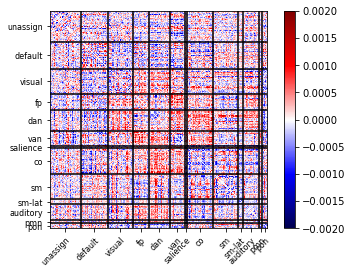 unassign
default
visual
fp
dan
van
salience
co
sm
sm-lat
auditory
pmn
pon
unassign
default
visual
fp
dan
van
salience
co
sm
sm-lat
auditory
0.0020
0.0015
0.0010
0.0005
0.0000
−0.0005
−0.0010
−0.0015
−0.0020